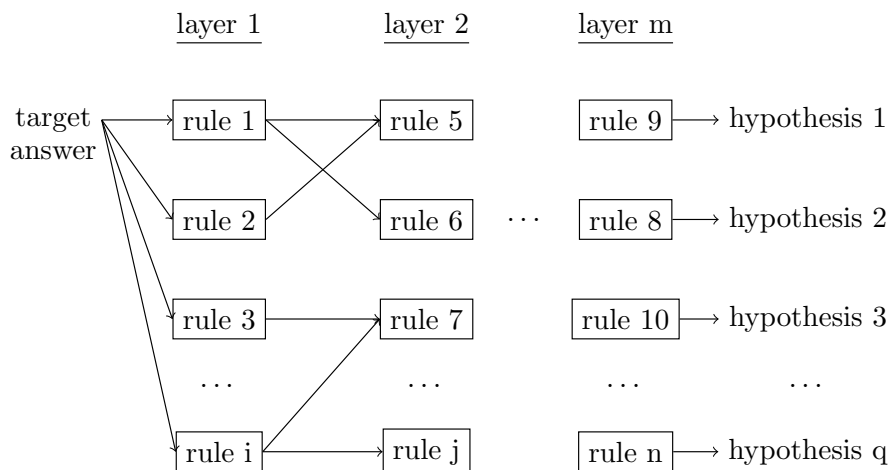 layer 1 layer 2 layer m
target answer
rule 1 rule 5 rule 9 hypothesis 1
rule 2 rule 6 ... rule 8 hypothesis 2
rule 3 rule 7 rule 10 hypothesis 3
... ... ... ...
rule i rule j rule n hypothesis q